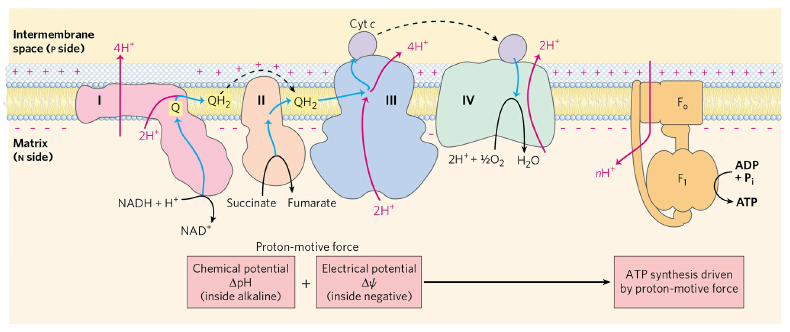 Intermembrane
space (P side)
4H⁺
Cyt c
4H⁺
2H⁺
I
Q
QH₂
II
QH₂
III
IV
Fₒ
2H⁺
Matrix
(N side)
2H⁺ + ½O₂
H₂O
nH⁺
F₁
ADP
+ Pᵢ
ATP
NADH + H⁺
NAD⁺
Succinate
Fumarate
2H⁺
Proton-motive force
Chemical potential
ΔpH
(inside alkaline)
+
Electrical potential
Δψ
(inside negative)
ATP synthesis driven
by proton-motive force